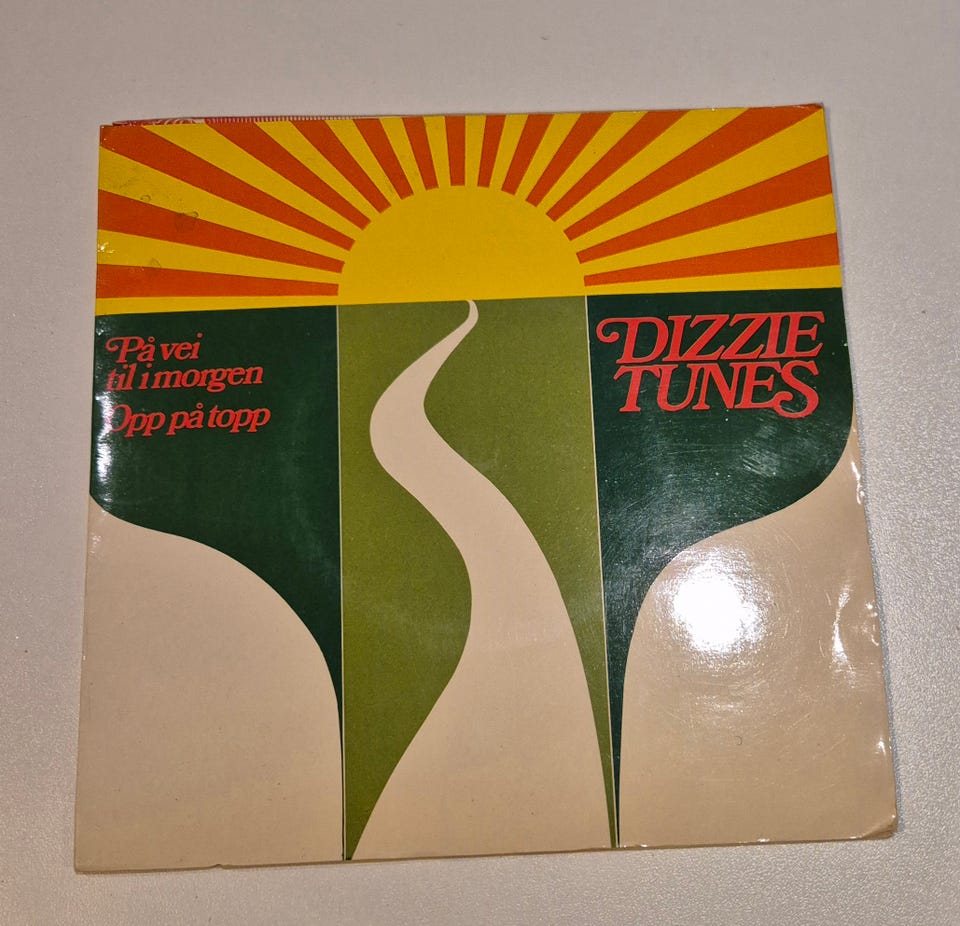 På vei
til i morgen
Opp på topp
DIZZIE
TUNES